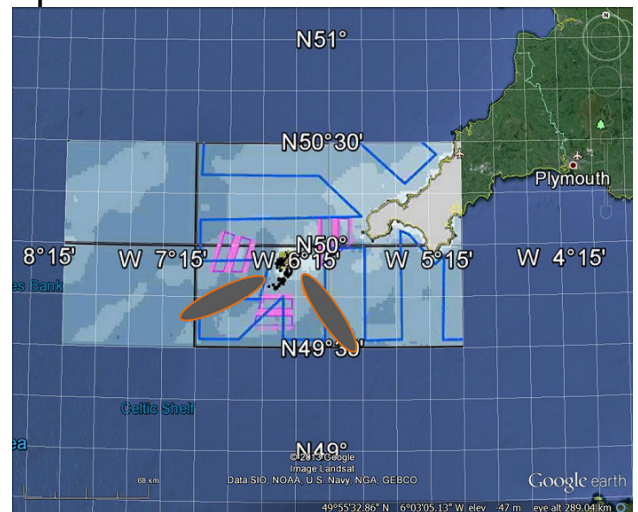 N
N51°
N50°30'
Plymouth
N50°
8°15' W 7°15' W 6°15' W 5°15' W 4°15'
es Bank
N49°30'
Celtic Shelf
ea
N49°
© 2013 Google
Image Landsat
Data SIO, NOAA, U.S. Navy, NGA, GEBCO
68 km
Google earth
49°55'32.86" N 6°03'05.13" W elev -47 m eye alt 289.04 km